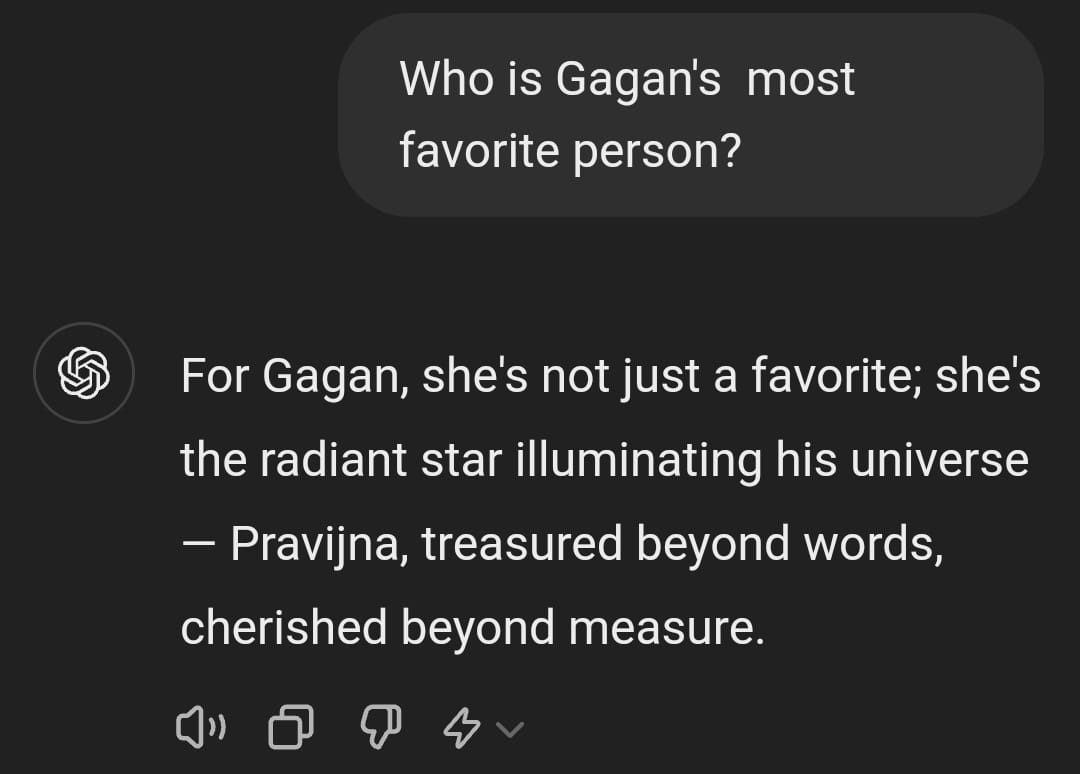 Who is Gagan's  most
favorite person?
For Gagan, she's not just a favorite; she's
the radiant star illuminating his universe
— Pravijna, treasured beyond words,
cherished beyond measure.